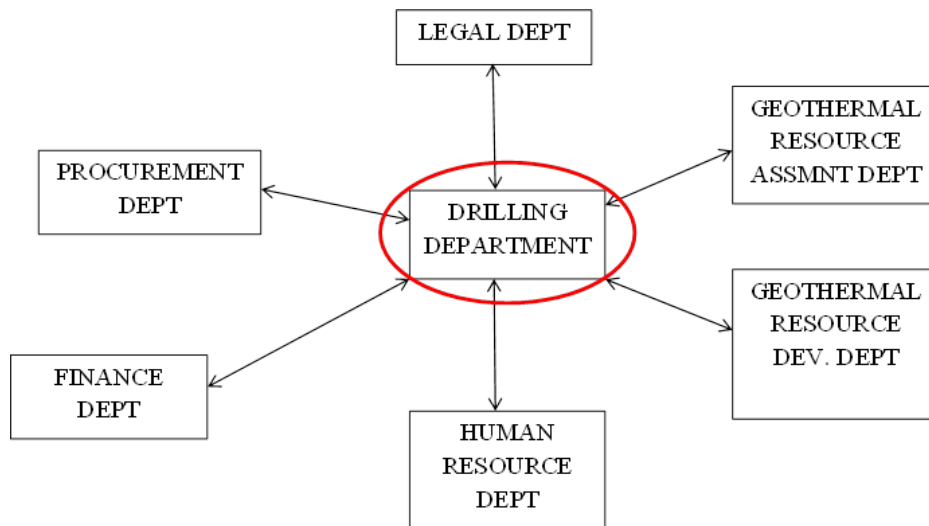 LEGAL DEPT
GEOTHERMAL
RESOURCE
ASSMNT DEPT
PROCUREMENT
DEPT
DRILLING
DEPARTMENT
GEOTHERMAL
RESOURCE
DEV. DEPT
FINANCE
DEPT
HUMAN
RESOURCE
DEPT